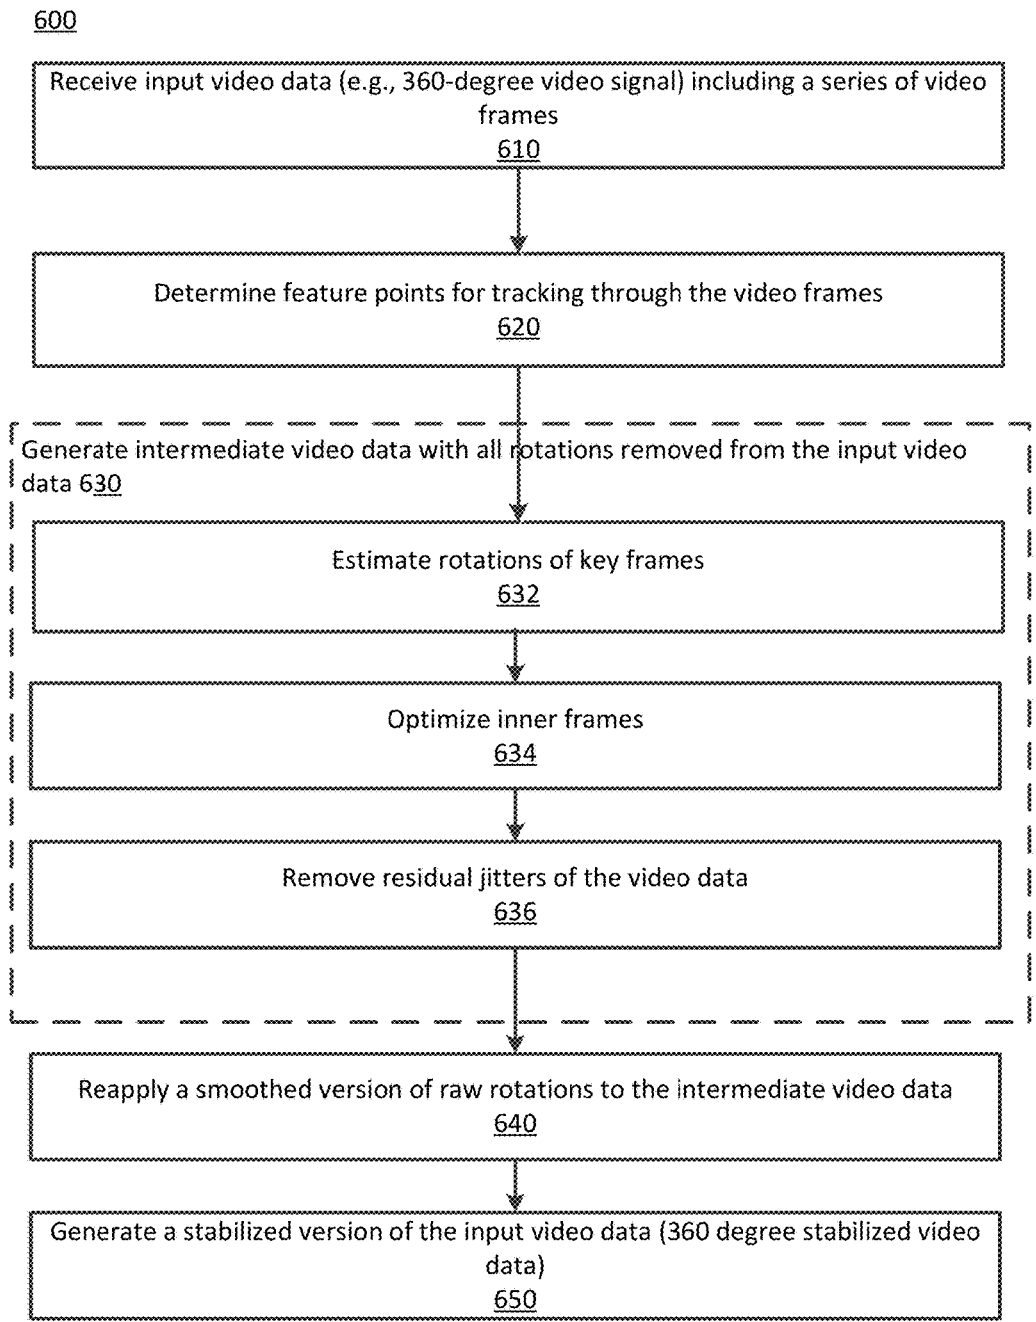 600
Receive input video data (e.g., 360-degree video signal) including a series of video
frames
610
Determine feature points for tracking through the video frames
620
Generate intermediate video data with all rotations removed from the input video
data 630
Estimate rotations of key frames
632
Optimize inner frames
634
Remove residual jitters of the video data
636
Reapply a smoothed version of raw rotations to the intermediate video data
640
Generate a stabilized version of the input video data (360 degree stabilized video
data)
650